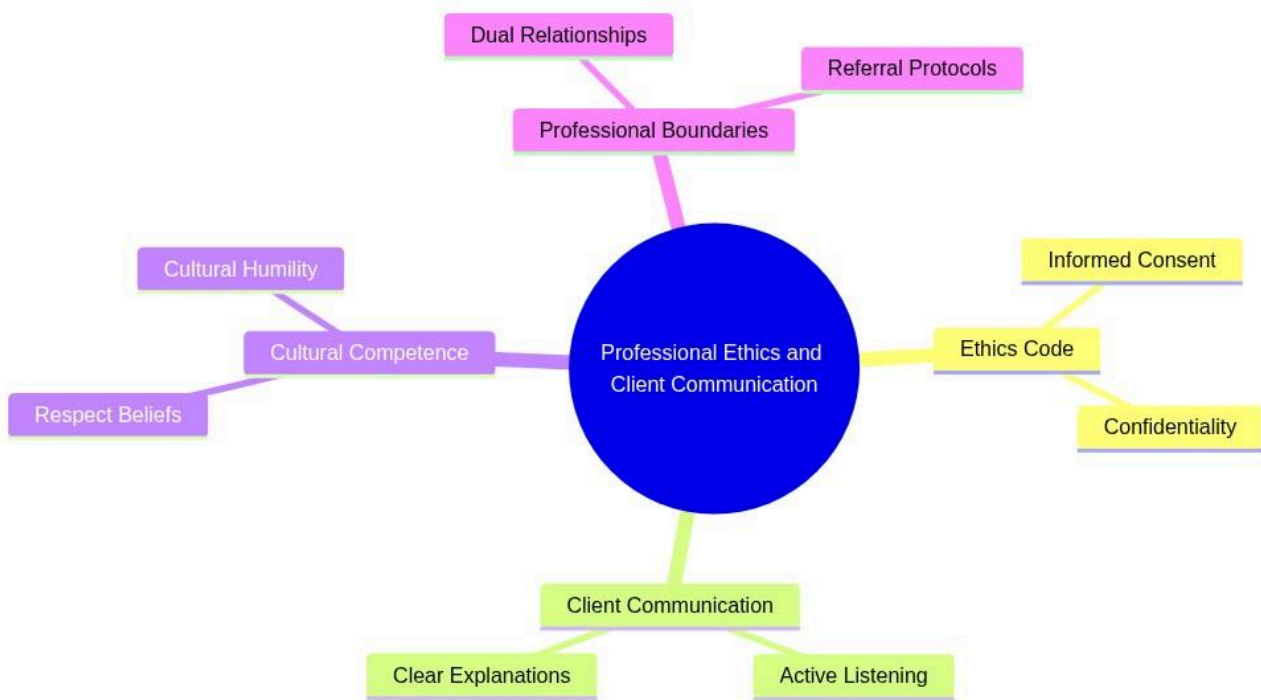 Dual Relationships
Referral Protocols
Professional Boundaries
Cultural Humility
Informed Consent
Cultural Competence
Professional Ethics and
Client Communication
Ethics Code
Respect Beliefs
Confidentiality
Client Communication
Clear Explanations
Active Listening